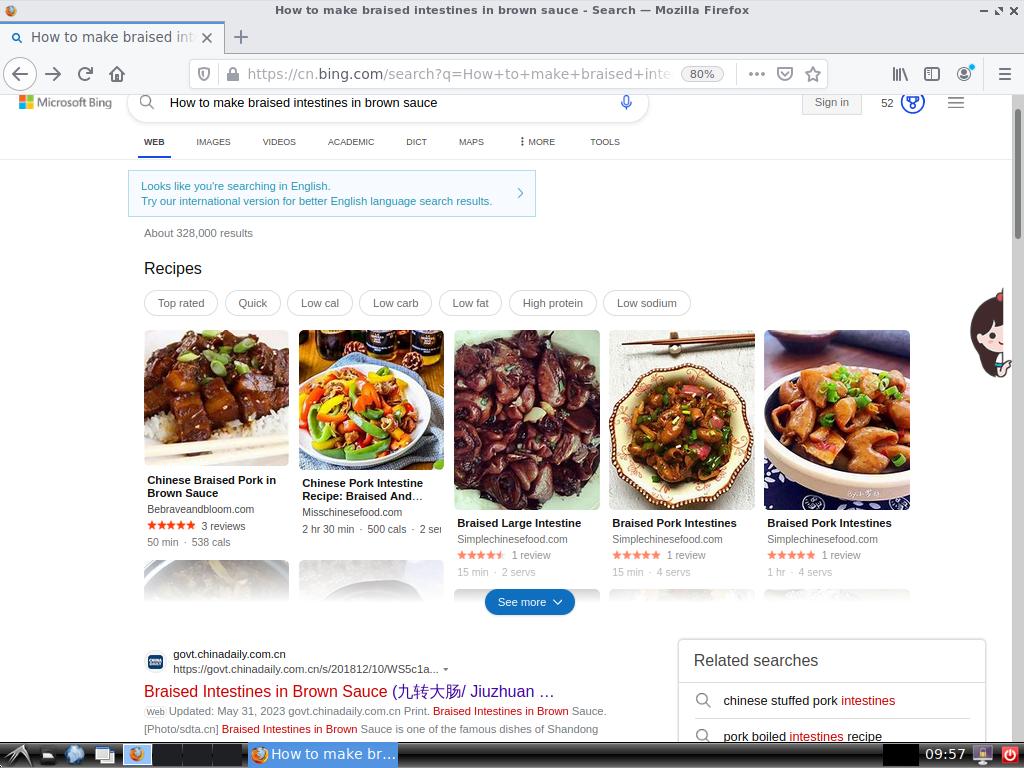 How to make braised intestines in brown sauce - Search — Mozilla Firefox
How to make braised int
https://cn.bing.com/search?q=How+to+make+braised+inte
80%
Microsoft Bing
How to make braised intestines in brown sauce
Sign in
52
WEB
IMAGES
VIDEOS
ACADEMIC
DICT
MAPS
MORE
TOOLS
Looks like you're searching in English.
Try our international version for better English language search results.
About 328,000 results
Recipes
Top rated
Quick
Low cal
Low carb
Low fat
High protein
Low sodium
Chinese Braised Pork in
Brown Sauce
Bebraveandbloom.com
3 reviews
50 min · 538 cals
Chinese Pork Intestine
Recipe: Braised And...
Misschinesefood.com
2 hr 30 min · 500 cals · 2 ser
Braised Large Intestine
Simplechinesefood.com
1 review
15 min · 2 servs
Braised Pork Intestines
Simplechinesefood.com
1 review
15 min · 4 servs
Braised Pork Intestines
Simplechinesefood.com
1 review
1 hr · 4 servs
See more
govt.chinadaily.com.cn
https://govt.chinadaily.com.cn/s/201812/10/WS5c1a...
Braised Intestines in Brown Sauce (九转大肠/ Jiuzhuan …
Web Updated: May 31, 2023 govt.chinadaily.com.cn Print. Braised Intestines in Brown Sauce.
[Photo/sdta.cn] Braised Intestines in Brown Sauce is one of the famous dishes of Shandong
Related searches
chinese stuffed pork intestines
pork boiled intestines recipe
How to make br...
09:57